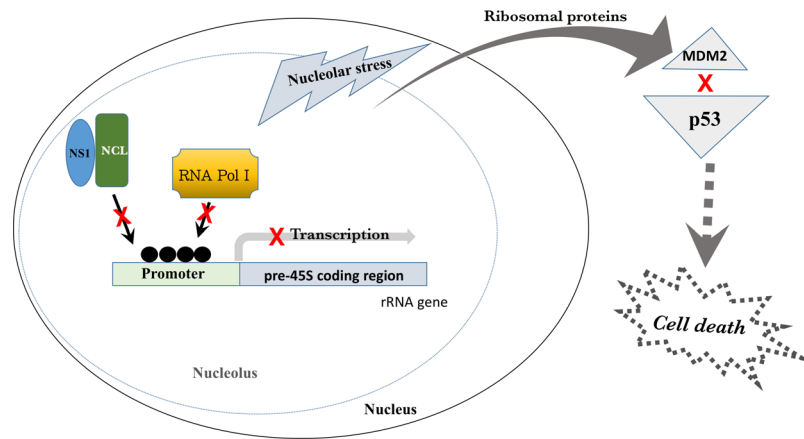 Ribosomal proteins
Nucleolar stress
MDM2
X
p53
NS1
NCL
RNA Pol I
X
X
X Transcription
Promoter
pre-45S coding region
rRNA gene
Cell death
Nucleolus
Nucleus